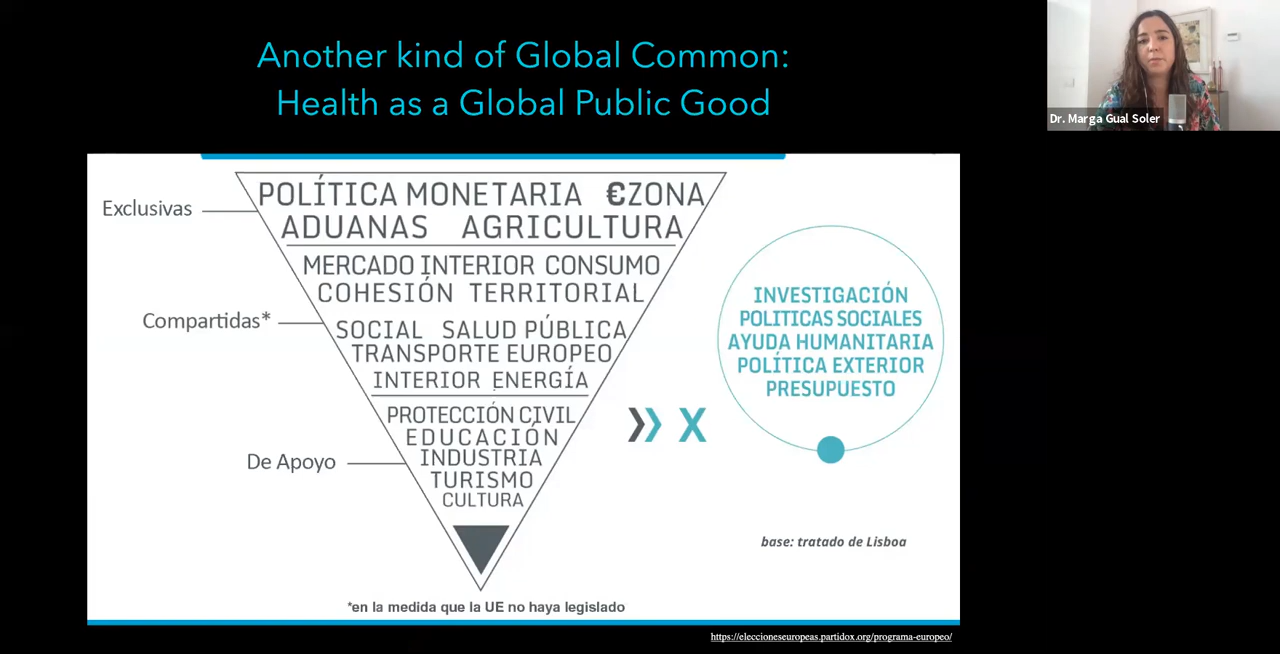 Another kind of Global Common:
Health as a Global Public Good
Dr. Marga Gual Soler
Exclusivas
POLÍTICA MONETARIA €ZONA
ADUANAS AGRICULTURA
MERCADO INTERIOR CONSUMO
COHESIÓN TERRITORIAL
Compartidas*
SOCIAL SALUD PÚBLICA
TRANSPORTE EUROPEO
INTERIOR ENERGÍA
De Apoyo
PROTECCIÓN CIVIL
EDUCACIÓN
INDUSTRIA
TURISMO
CULTURA
X
INVESTIGACIÓN
POLITICAS SOCIALES
AYUDA HUMANITARIA
POLÍTICA EXTERIOR
PRESUPUESTO
base: tratado de Lisboa
*en la medida que la UE no haya legislado
https://eleccioneseuropeas.partidox.org/programa-europeo/